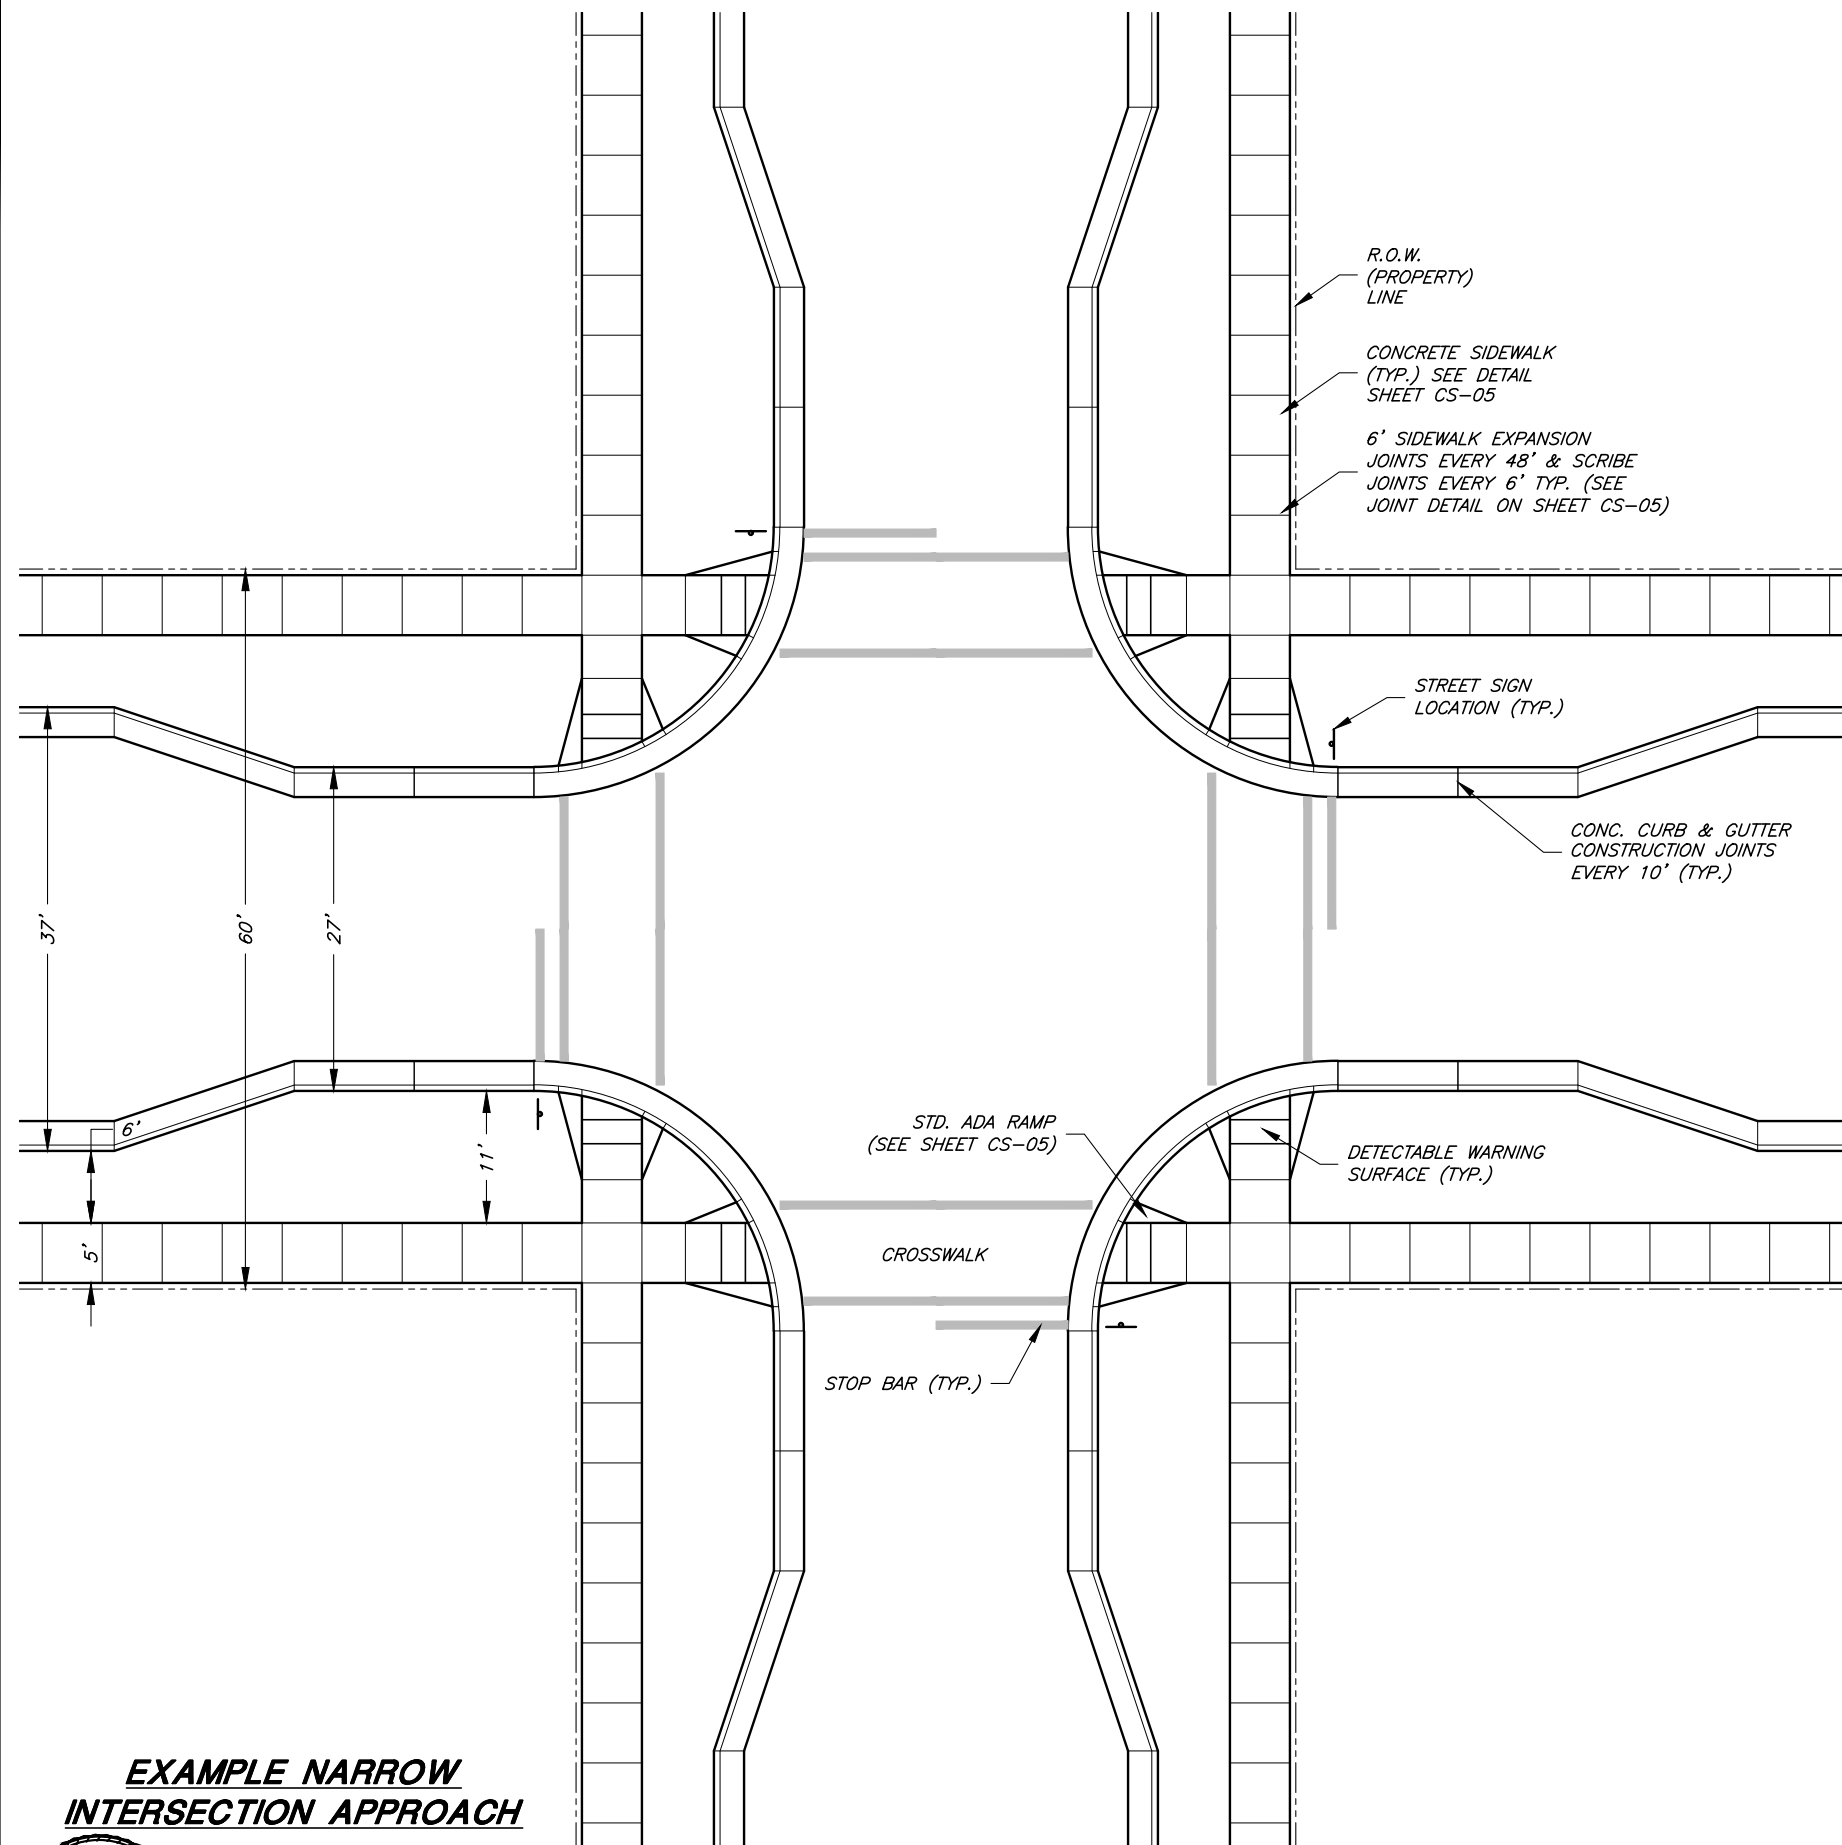 R.O.W.
(PROPERTY)
LINE
CONCRETE SIDEWALK
(TYP.) SEE DETAIL
SHEET CS-05
6' SIDEWALK EXPANSION
JOINTS EVERY 48' & SCRIBE
JOINTS EVERY 6' TYP. (SEE
JOINT DETAIL ON SHEET CS-05)
STREET SIGN
LOCATION (TYP.)
CONC. CURB & GUTTER
CONSTRUCTION JOINTS
EVERY 10' (TYP.)
37'
60'
27'
6'
11'
5'
STD. ADA RAMP
(SEE SHEET CS-05)
DETECTABLE WARNING
SURFACE (TYP.)
CROSSWALK
STOP BAR (TYP.)
EXAMPLE NARROW
INTERSECTION APPROACH